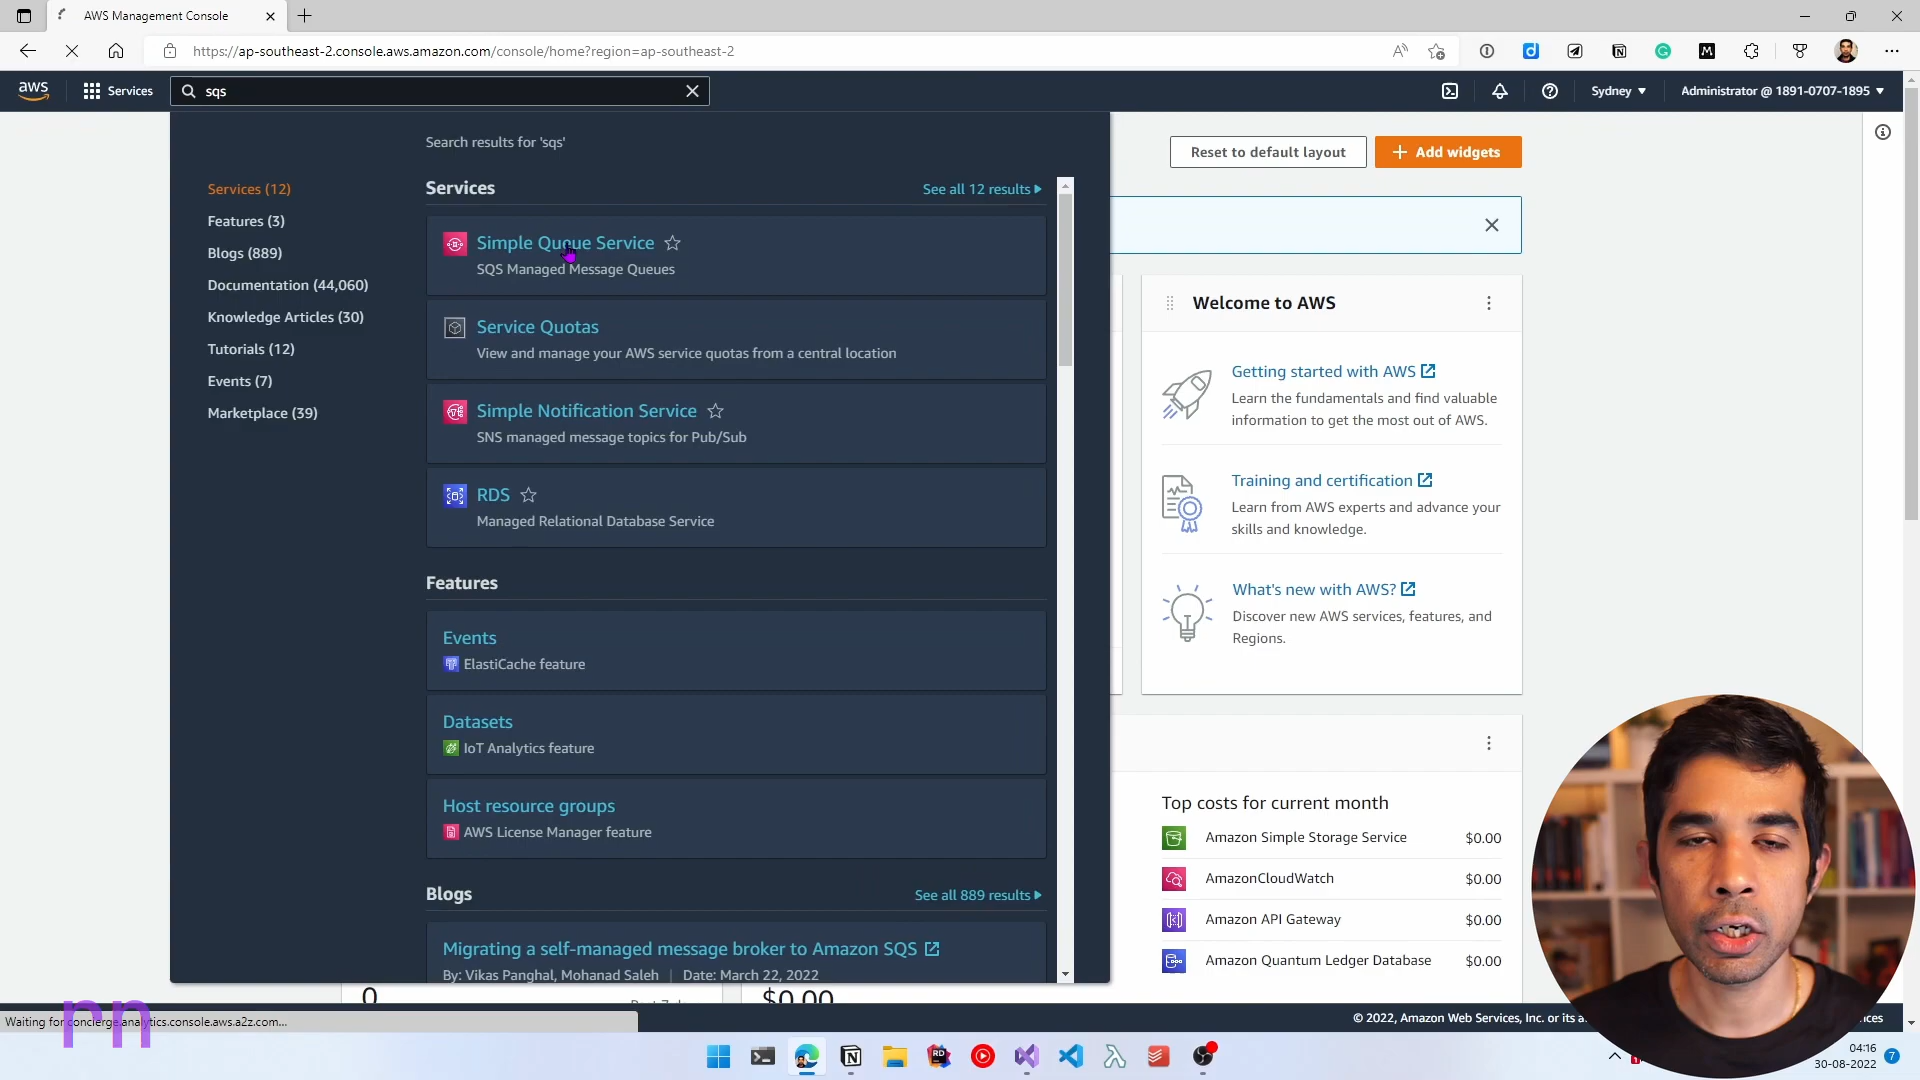 AWS Management Console
https://ap-southeast-2.console.aws.amazon.com/console/home?region=ap-southeast-2
aws
Services
sqs
Sydney
Administrator @ 1891-0707-1895
Search results for 'sqs'
Services (12)
Features (3)
Blogs (889)
Documentation (44,060)
Knowledge Articles (30)
Tutorials (12)
Events (7)
Marketplace (39)
Services
See all 12 results
Simple Queue Service
SQS Managed Message Queues
Service Quotas
View and manage your AWS service quotas from a central location
Simple Notification Service
SNS managed message topics for Pub/Sub
RDS
Managed Relational Database Service
Features
Events
ElastiCache feature
Datasets
IoT Analytics feature
Host resource groups
AWS License Manager feature
Blogs
See all 889 results
Migrating a self-managed message broker to Amazon SQS
By: Vikas Panghal, Mohanad Saleh | Date: March 22, 2022
Reset to default layout
Add widgets
Welcome to AWS
Getting started with AWS
Learn the fundamentals and find valuable
information to get the most out of AWS.
Training and certification
Learn from AWS experts and advance your
skills and knowledge.
What's new with AWS?
Discover new AWS services, features, and
Regions.
Top costs for current month
Amazon Simple Storage Service $0.00
AmazonCloudWatch $0.00
Amazon API Gateway $0.00
Amazon Quantum Ledger Database $0.00
0
$0.00
Waiting for concierge.analytics.console.aws.a2z.com...
rn
© 2022, Amazon Web Services, Inc. or its
04:16
30-08-2022
7